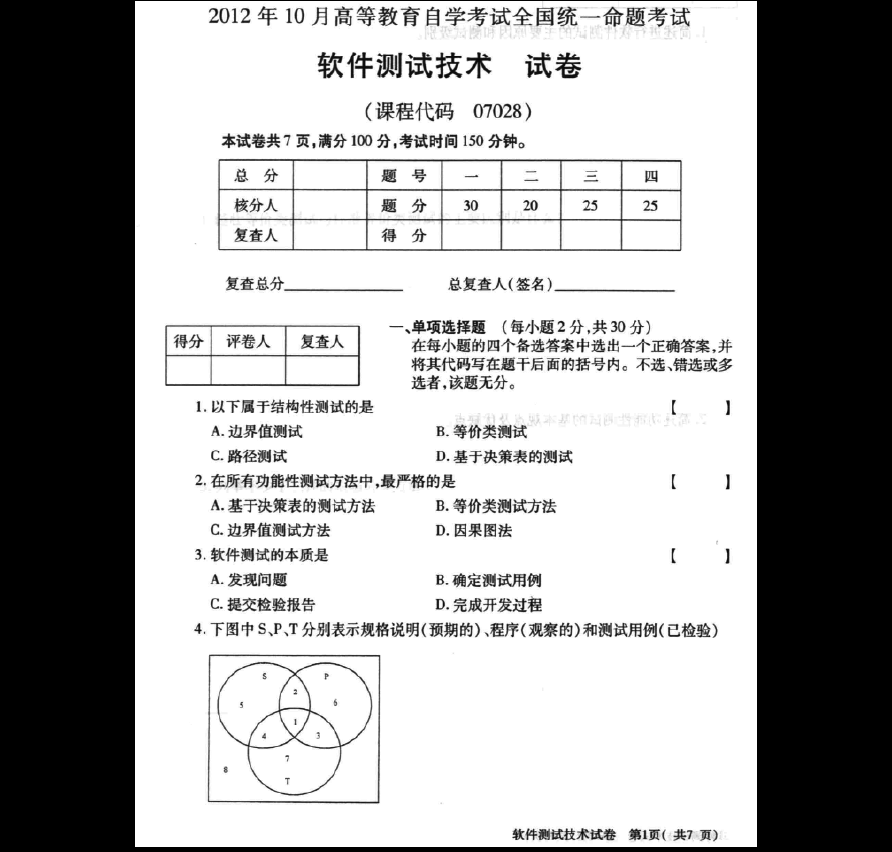 2012年10月高等教育自学考试全国统一命题考试
软件测试技术 试卷
(课程代码 07028)
本试卷共7页,满分100分,考试时间150分钟。
总 分 题 号 一 二 三 四
核分人 题 分 30 20 25 25
复查人 得 分
复查总分 总复查人(签名)
得分 评卷人 复查人
一、单项选择题 (每小题2分,共30分)
在每小题的四个备选答案中选出一个正确答案,并
将其代码写在题干后面的括号内。不选、错选或多
选者,该题无分。
1. 以下属于结构性测试的是 【 】
A. 边界值测试 B. 等价类测试
C. 路径测试 D. 基于决策表的测试
2. 在所有功能性测试方法中,最严格的是 【 】
A. 基于决策表的测试方法 B. 等价类测试方法
C. 边界值测试方法 D. 因果图法
3. 软件测试的本质是 【 】
A. 发现问题 B. 确定测试用例
C. 提交检验报告 D. 完成开发过程
4. 下图中S、P、T分别表示规格说明(预期的)、程序(观察的)和测试用例(已检验)
S P
2
5 6
1
4 3
7
8
T
软件测试技术试卷 第1页( 共7 页)